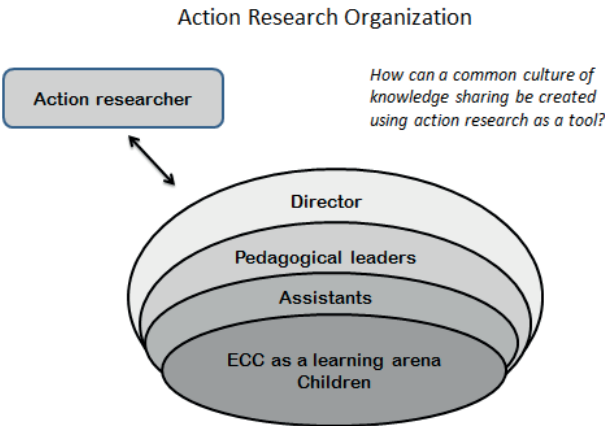 Action Research Organization
Action researcher
How can a common culture of
knowledge sharing be created
using action research as a tool?
Director
Pedagogical leaders
Assistants
ECC as a learning arena
Children